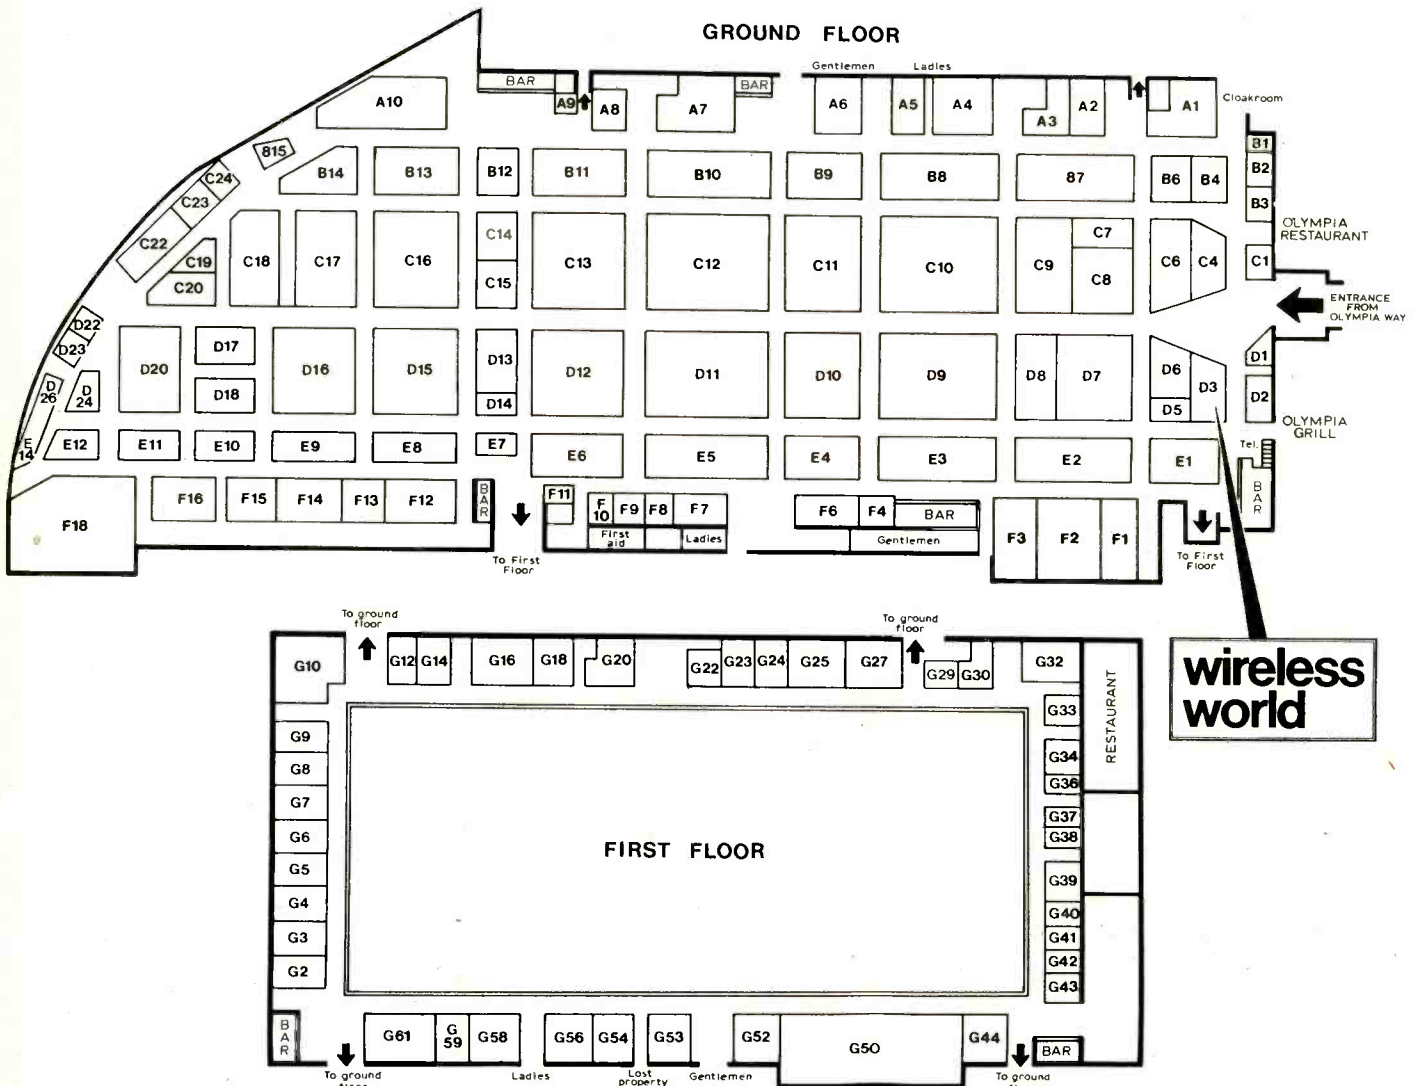 GROUND FLOOR
Gentlemen
Ladies
BAR
A10
A9
A8
A7
BAR
A6
A5
A4
A3
A2
A1
Cloakroom
B15
B14
B13
B12
B11
B10
B9
B8
B7
B6
B4
B1
B2
B3
C24
C23
C22
C19
C20
C18
C17
C16
C14
C15
C13
C12
C11
C10
C9
C7
C8
C6
C4
C1
OLYMPIA
RESTAURANT
ENTRANCE
FROM
OLYMPIA WAY
D22
D23
D
26
D
24
D20
D17
D18
D16
D15
D13
D14
D12
D11
D10
D9
D8
D7
D6
D5
D3
D1
D2
OLYMPIA
GRILL
E
14
E12
E11
E10
E9
E8
E7
E6
E5
E4
E3
E2
E1
Tel.
BAR
F18
F16
F15
F14
F13
F12
BAR
F11
F
10
F9
F8
F7
First
aid
Ladies
F6
F4
BAR
Gentlemen
F3
F2
F1
To First
Floor
To First
Floor
wireless
world
To ground
floor
To ground
floor
G10
G12
G14
G16
G18
G20
G22
G23
G24
G25
G27
G29
G30
G32
RESTAURANT
G33
G34
G36
G37
G38
G39
G40
G41
G42
G43
G9
G8
G7
G6
G5
G4
G3
G2
FIRST FLOOR
BAR
G61
G
59
G58
G56
G54
G53
G52
G50
G44
BAR
To ground
Ladies
Lost
property
Gentlemen
To ground